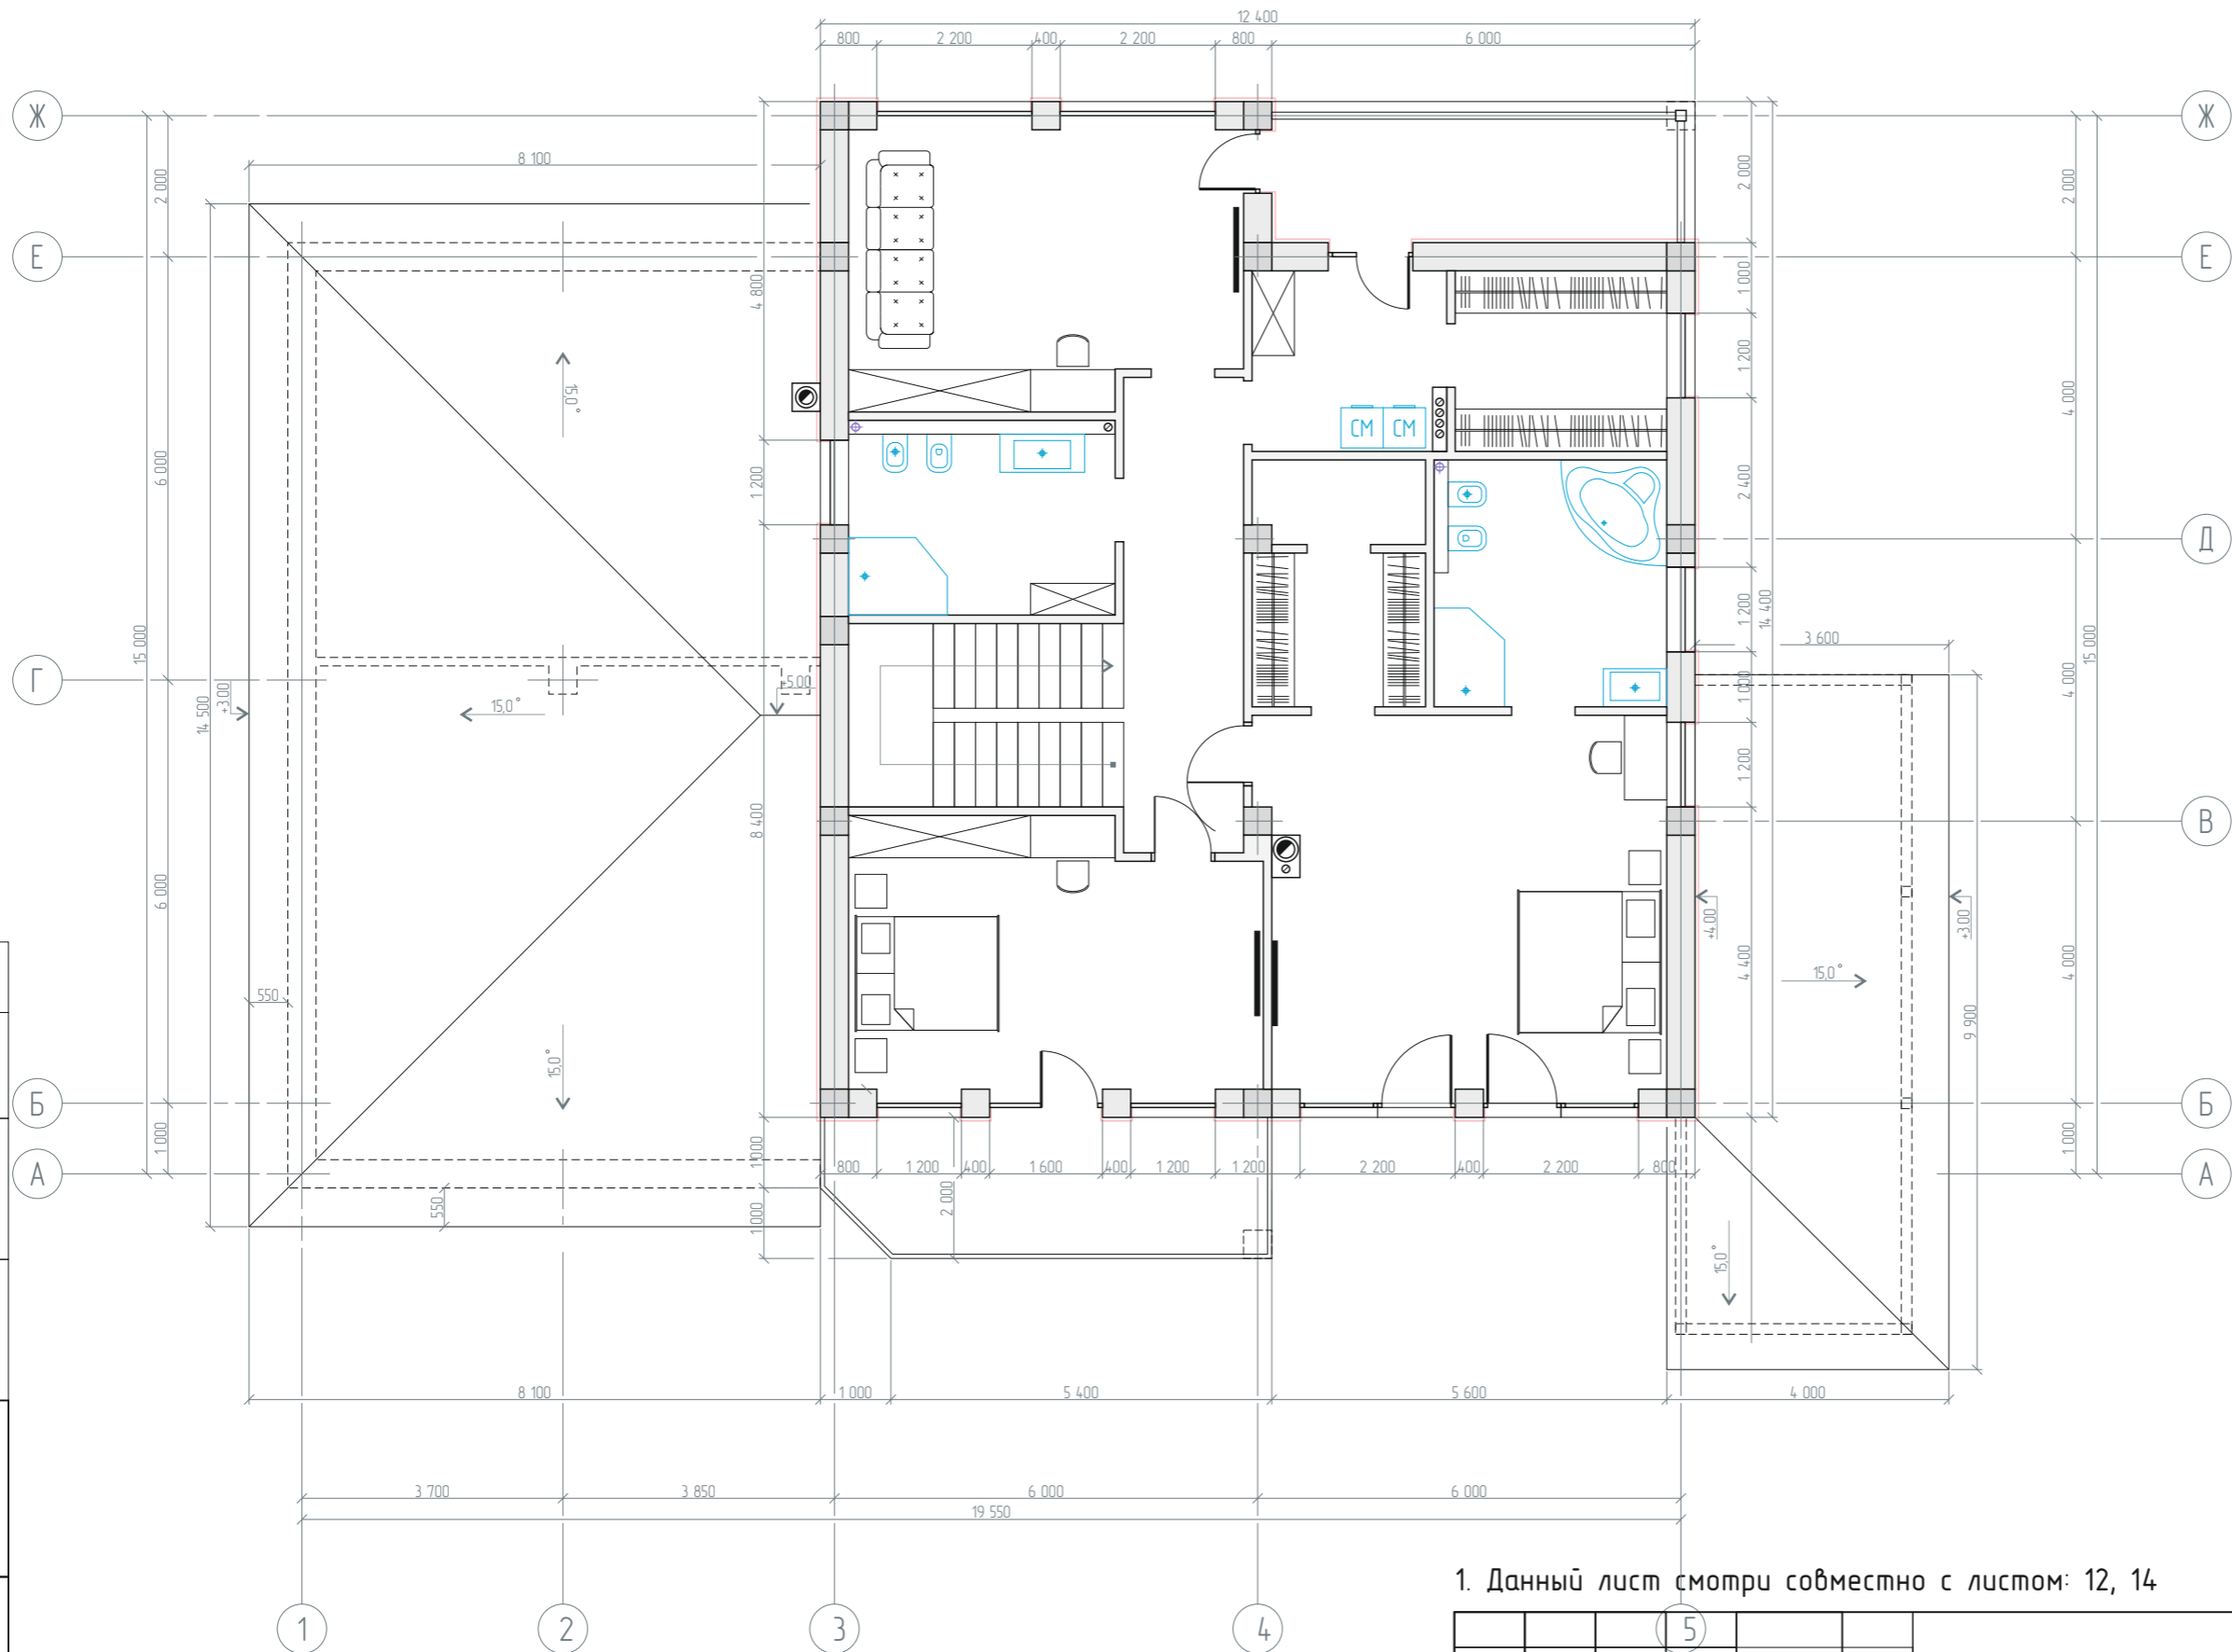 12 400
800 2 200 400 2 200 800 6 000
Ж Ж
8 100
2 000 2 000 2 000
Е Е
4 800 1 000
15,0°
1 200 4 000 4 000
СМ СМ
6 000 1 200 2 400
Д
15 000 1 200 14 400 15 000
3 600
Г
14 500 +3.00 15,0° +5.00 1 000 4 000
1 200
8 400
В
6 000 +4.00 +3.00
4 400 15,0° 4 000
550 9 900
15,0°
Б Б
1 000 1 000 1 000
А А
800 1 200 400 1 600 400 1 200 1 200 2 200 400 2 200 800
550 1 000 2 000
15,0°
8 100 1 000 5 400 5 600 4 000
3 700 3 850 6 000 6 000
19 550
1. Данный лист смотри совместно с листом: 12, 14
1 2 3 4 5